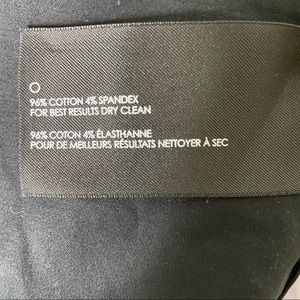 96% COTTON 4% SPANDEX
FOR BEST RESULTS DRY CLEAN
96% COTON 4% ÉLASTHANNE
POUR DE MEILLEURS RÉSULTATS NETTOYER À SEC